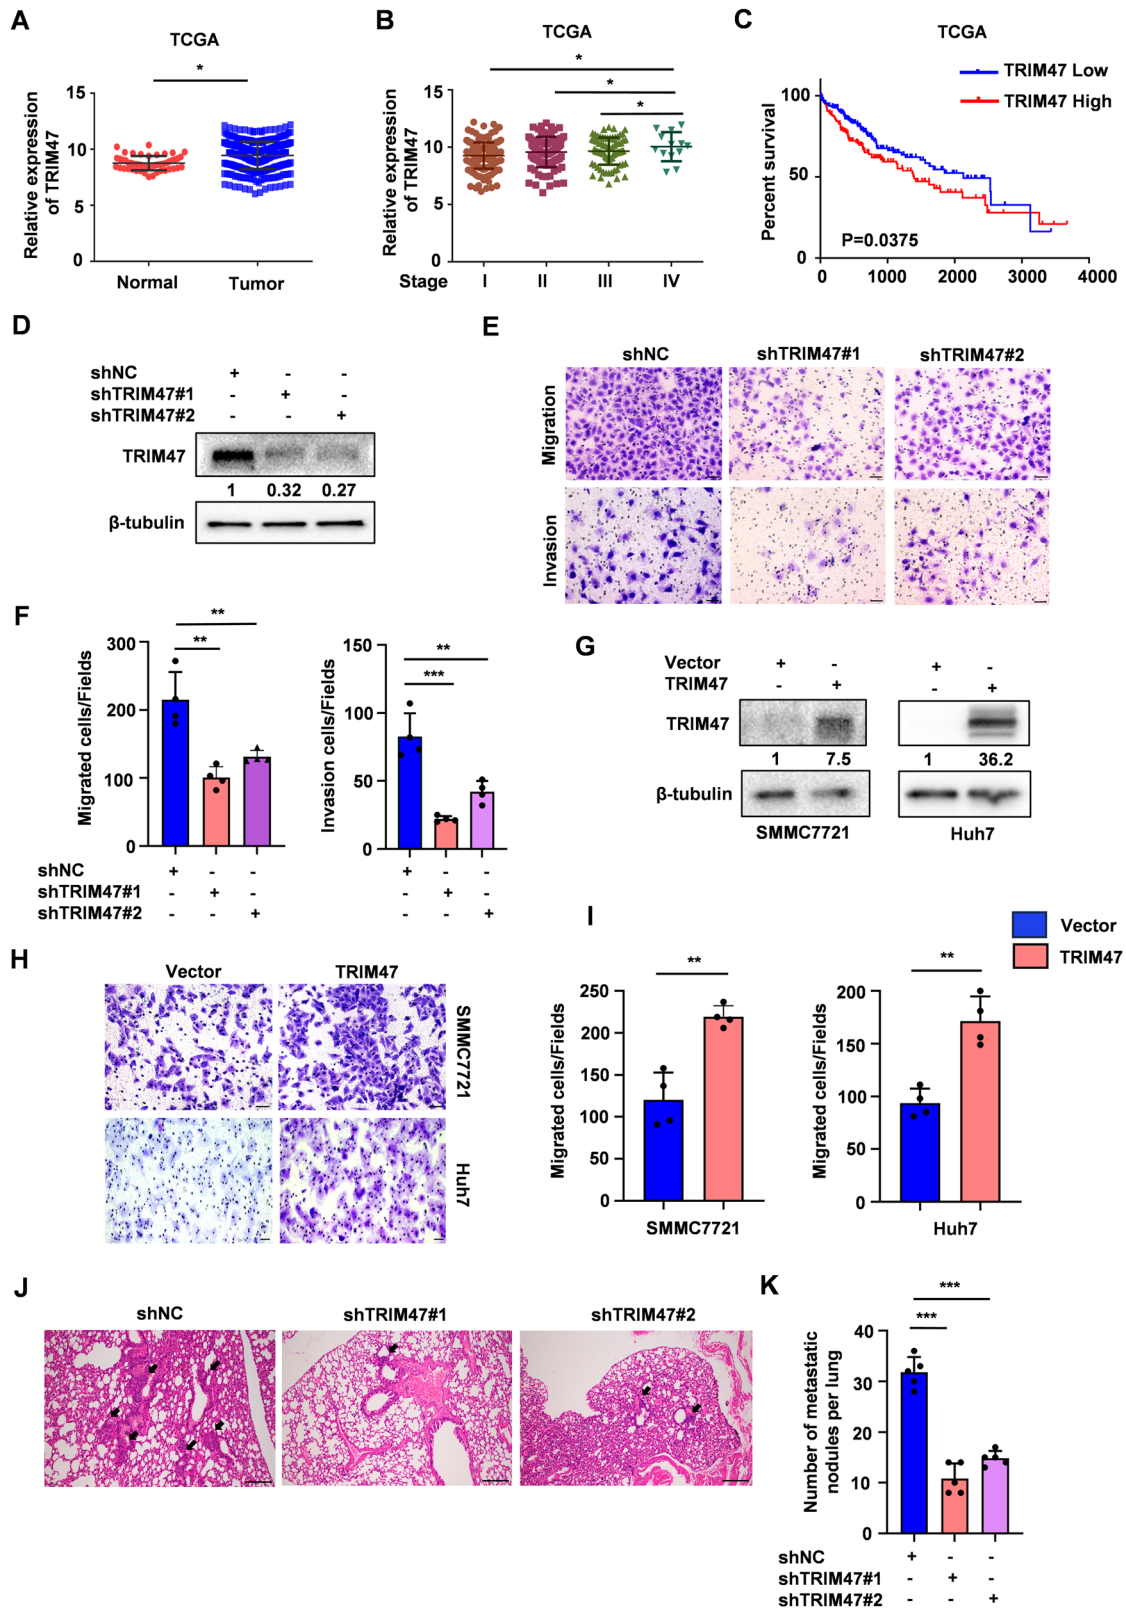 A
TCGA
*
Relative expression
of TRIM47
15
10
5
0
Normal
Tumor
B
TCGA
*
*
*
Relative expression
of TRIM47
15
10
5
0
Stage I II III IV
C
TCGA
TRIM47 Low
TRIM47 High
Percent survival
100
50
0
P=0.0375
0 1000 2000 3000 4000
D
shNC + - -
shTRIM47#1 - + -
shTRIM47#2 - - +
TRIM47
1 0.32 0.27
β-tubulin
E
shNC shTRIM47#1 shTRIM47#2
Migration
Invasion
F
**
**
Migrated cells/Fields
300
200
100
0
**
***
Invasion cells/Fields
150
100
50
0
shNC + - - + - -
shTRIM47#1 - + - - + -
shTRIM47#2 - - + - - +
G
Vector + - + -
TRIM47 - + - +
TRIM47
1 7.5 1 36.2
β-tubulin
SMMC7721 Huh7
H
Vector TRIM47
SMMC7721
Huh7
I
Vector
TRIM47
**
Migrated cells/Fields
250
200
150
100
50
0
SMMC7721
**
Migrated cells/Fields
200
150
100
50
0
Huh7
J
shNC shTRIM47#1 shTRIM47#2
K
***
***
Number of metastatic
nodules per lung
40
30
20
10
0
shNC + - -
shTRIM47#1 - + -
shTRIM47#2 - - +